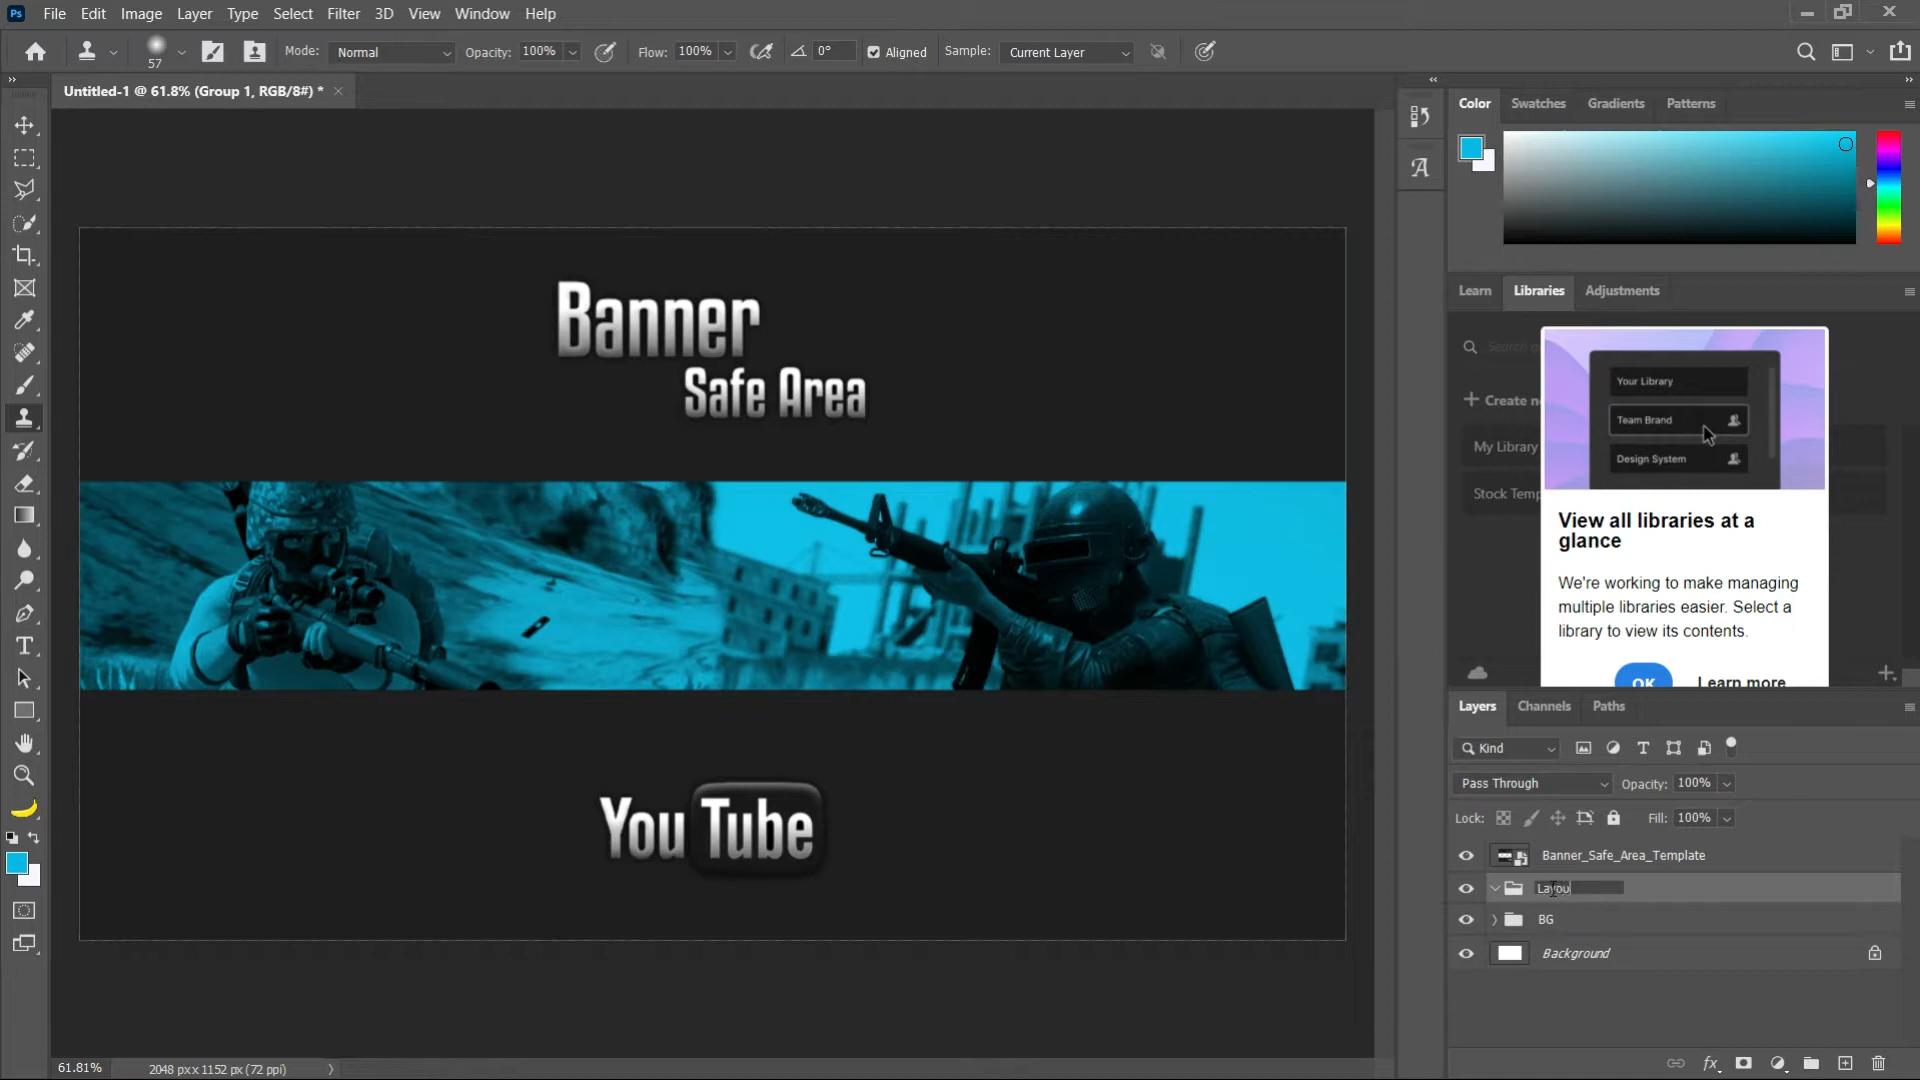 Ps File Edit Image Layer Type Select Filter 3D View Window Help
57 Mode: Normal Opacity: 100% Flow: 100% 0° Aligned Sample: Current Layer
Untitled-1 @ 61.8% (Group 1, RGB/8#) * ×
Color Swatches Gradients Patterns
Learn Libraries Adjustments
Banner
Safe Area
You Tube
Your Library
Team Brand
Design System
Create
My Library
Stock
View all libraries at a
glance
We're working to make managing
multiple libraries easier. Select a
library to view its contents.
OK Learn more
Layers Channels Paths
Kind
Pass Through Opacity: 100%
Lock: Fill: 100%
Banner_Safe_Area_Template
Layou
BG
Background
61.81% 2048 px x 1152 px (72 ppi)